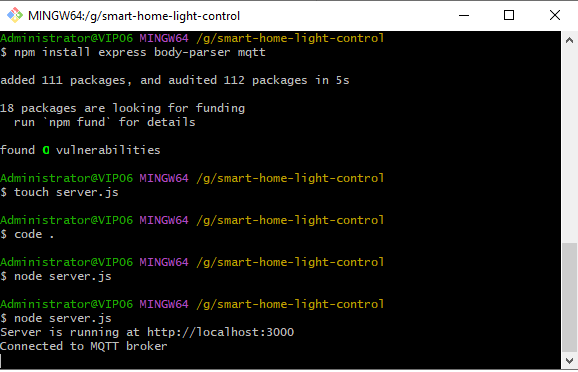 MINGW64:/g/smart-home-light-control
Administrator@VIP06 MINGW64 /g/smart-home-light-control
$ npm install express body-parser mqtt
added 111 packages, and audited 112 packages in 5s
18 packages are looking for funding
run `npm fund` for details
found 0 vulnerabilities
Administrator@VIP06 MINGW64 /g/smart-home-light-control
$ touch server.js
Administrator@VIP06 MINGW64 /g/smart-home-light-control
$ code .
Administrator@VIP06 MINGW64 /g/smart-home-light-control
$ node server.js
Administrator@VIP06 MINGW64 /g/smart-home-light-control
$ node server.js
Server is running at http://localhost:3000
Connected to MQTT broker